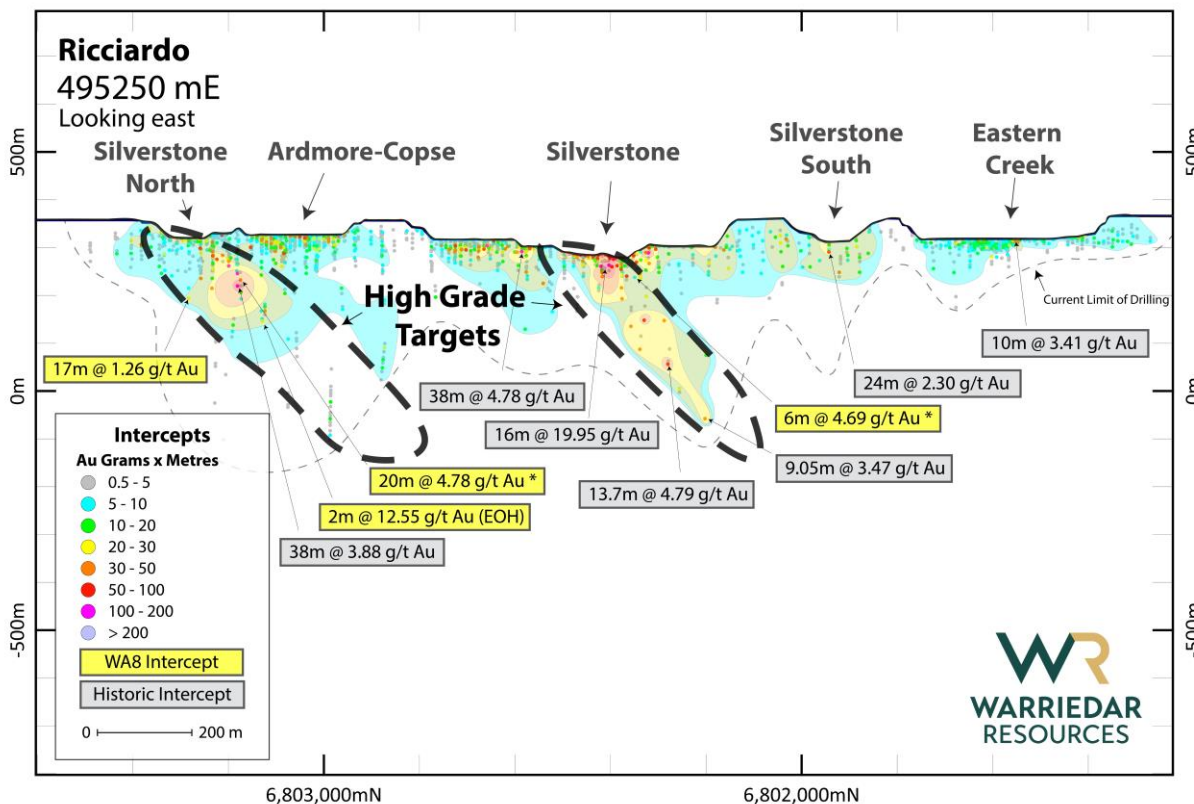 Ricciardo
495250 mE
Looking east
500m
500m
Silverstone
North
Ardmore-Copse
Silverstone
Silverstone
South
Eastern
Creek
High Grade
Targets
Current Limit of Drilling
17m @ 1.26 g/t Au
38m @ 4.78 g/t Au
16m @ 19.95 g/t Au
10m @ 3.41 g/t Au
24m @ 2.30 g/t Au
6m @ 4.69 g/t Au *
9.05m @ 3.47 g/t Au
13.7m @ 4.79 g/t Au
20m @ 4.78 g/t Au *
2m @ 12.55 g/t Au (EOH)
38m @ 3.88 g/t Au
0m
0m
Intercepts
Au Grams x Metres
0.5 - 5
5 - 10
10 - 20
20 - 30
30 - 50
50 - 100
100 - 200
> 200
WA8 Intercept
Historic Intercept
0 200 m
-500m
-500m
WR
WARRIEDAR
RESOURCES
6,803,000mN
6,802,000mN